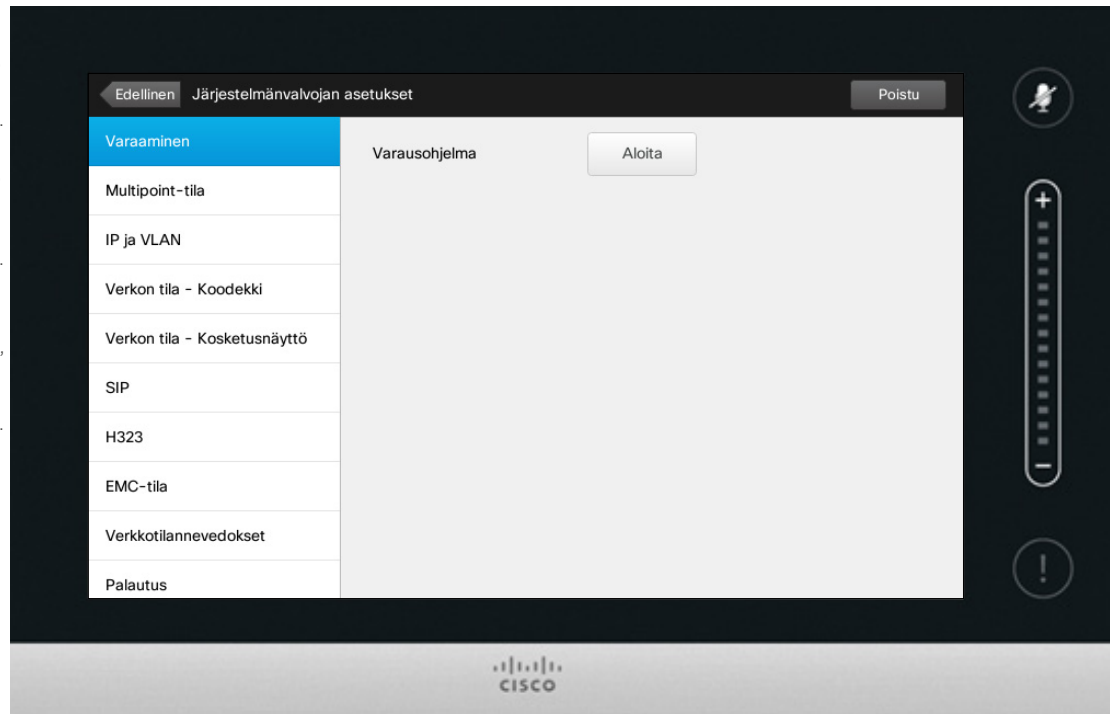 Edellinen Järjestelmänvalvojan asetukset Poistu
Varaaminen
Varausohjelma Aloita
Multipoint-tila
IP ja VLAN
Verkon tila - Koodekki
Verkon tila - Kosketusnäyttö
SIP
H323
EMC-tila
Verkkotilannevedokset
Palautus
+
–
!
CISCO